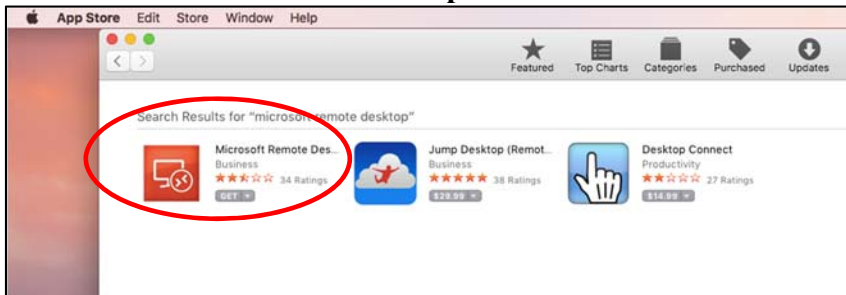 App Store Edit Store Window Help
Featured Top Charts Categories Purchased Updates
Search Results for "microsoft remote desktop"
Microsoft Remote Des...
Business
34 Ratings
GET
Jump Desktop (Remot...
Business
38 Ratings
$29.99
Desktop Connect
Productivity
27 Ratings
$14.99